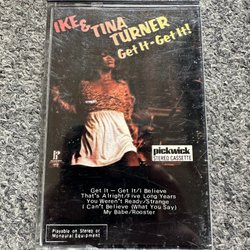 IKE & TINA
TURNER
Get It - Get It!
pickwick
STEREO CASSETTE
Get It — Get It/I Believe
That's Alright/Five Long Years
You Weren't Ready/Strange
I Can't Believe (What You Say)
My Babe/Rooster
Playable on Stereo or
Monaural Equipment